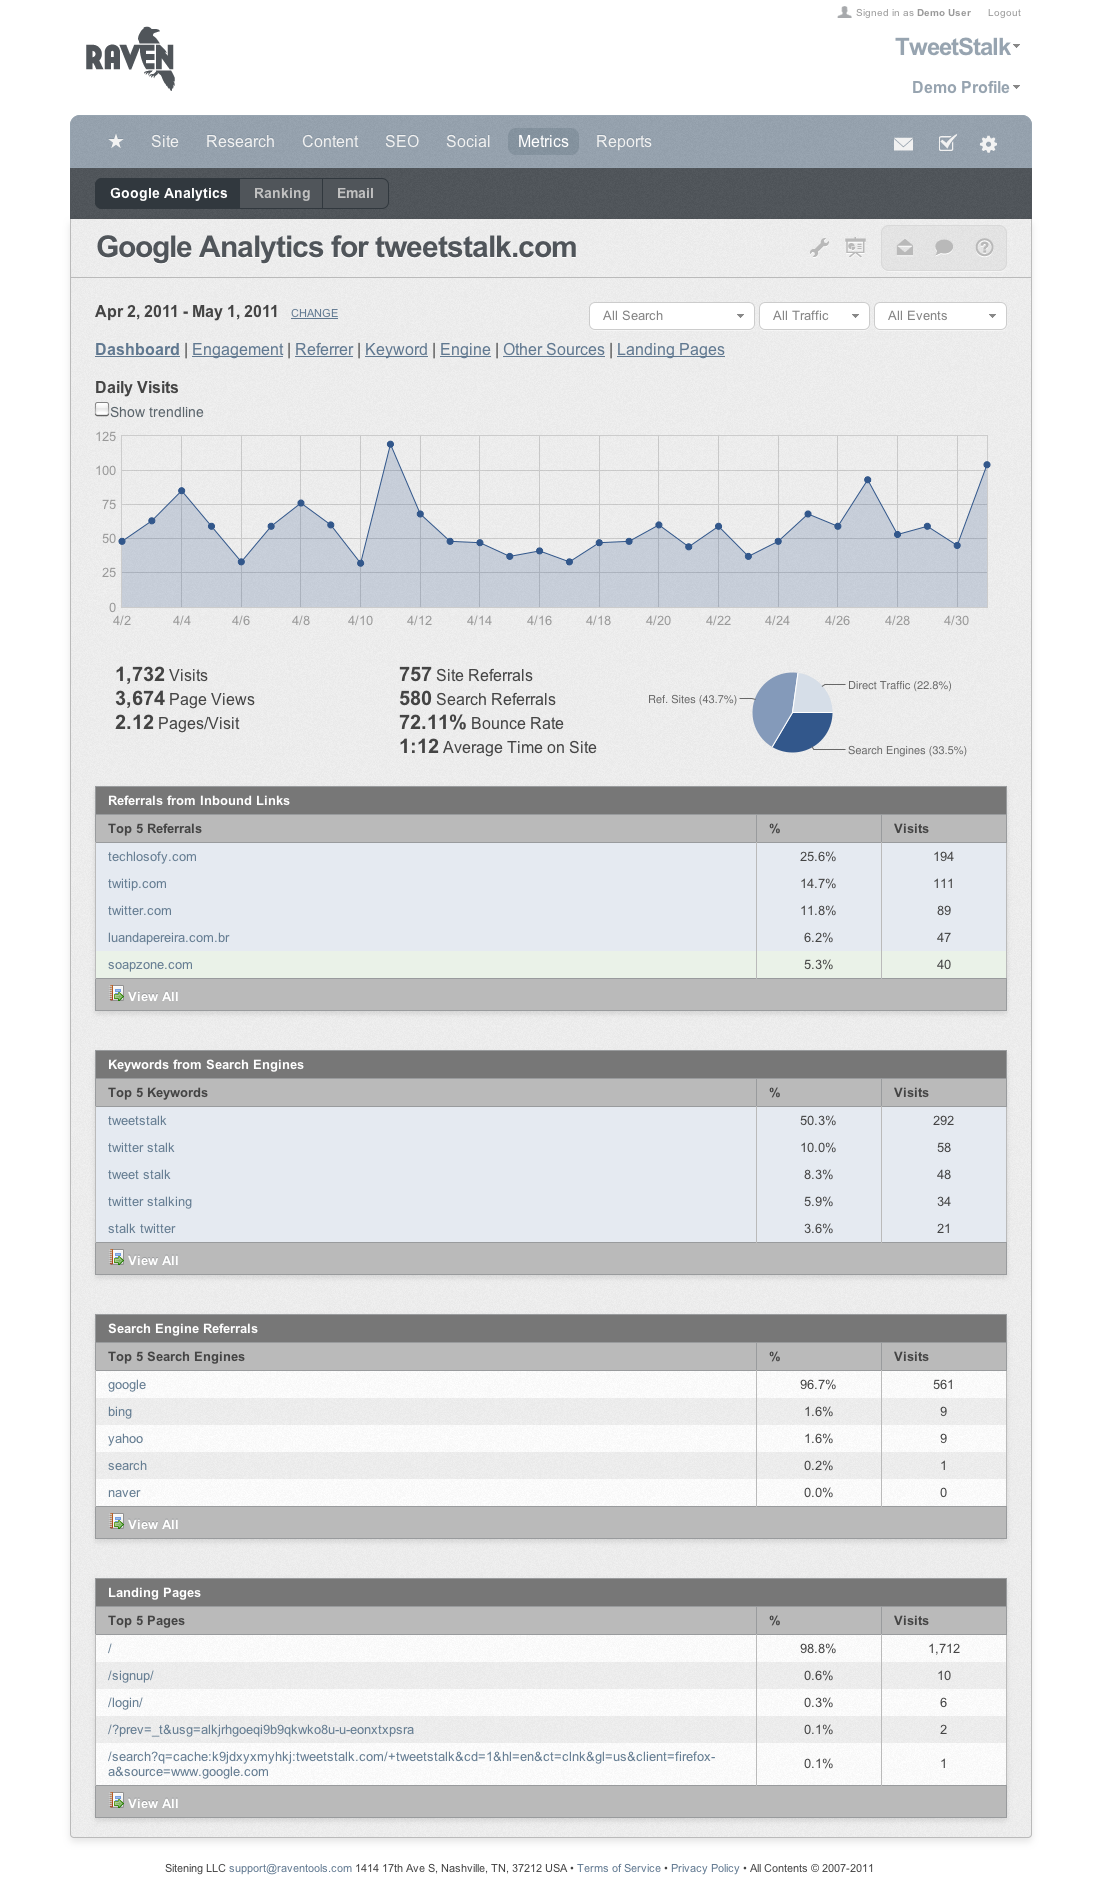 Signed in as Demo User Logout
RAVEN
TweetStalk
Demo Profile
Site Research Content SEO Social Metrics Reports
Google Analytics Ranking Email
Google Analytics for tweetstalk.com
Apr 2, 2011 - May 1, 2011 CHANGE
All Search All Traffic All Events
Dashboard | Engagement | Referrer | Keyword | Engine | Other Sources | Landing Pages
Daily Visits
Show trendline
125
100
75
50
25
0
4/2 4/4 4/6 4/8 4/10 4/12 4/14 4/16 4/18 4/20 4/22 4/24 4/26 4/28 4/30
1,732 Visits
3,674 Page Views
2.12 Pages/Visit
757 Site Referrals
580 Search Referrals
72.11% Bounce Rate
1:12 Average Time on Site
Ref. Sites (43.7%)
Direct Traffic (22.8%)
Search Engines (33.5%)
Referrals from Inbound Links
Top 5 Referrals % Visits
techlosofy.com 25.6% 194
twitip.com 14.7% 111
twitter.com 11.8% 89
luandapereira.com.br 6.2% 47
soapzone.com 5.3% 40
View All
Keywords from Search Engines
Top 5 Keywords % Visits
tweetstalk 50.3% 292
twitter stalk 10.0% 58
tweet stalk 8.3% 48
twitter stalking 5.9% 34
stalk twitter 3.6% 21
View All
Search Engine Referrals
Top 5 Search Engines % Visits
google 96.7% 561
bing 1.6% 9
yahoo 1.6% 9
search 0.2% 1
naver 0.0% 0
View All
Landing Pages
Top 5 Pages % Visits
/ 98.8% 1,712
/signup/ 0.6% 10
/login/ 0.3% 6
/?prev=_t&usg=alkjrhgoeqi9b9qkwko8u-u-eonxtxpsra 0.1% 2
/search?q=cache:k9jdxyxmyhkj:tweetstalk.com/+tweetstalk&cd=1&hl=en&ct=clnk&gl=us&client=firefox-
a&source=www.google.com 0.1% 1
View All
Sitening LLC support@raventools.com 1414 17th Ave S, Nashville, TN, 37212 USA • Terms of Service • Privacy Policy • All Contents © 2007-2011